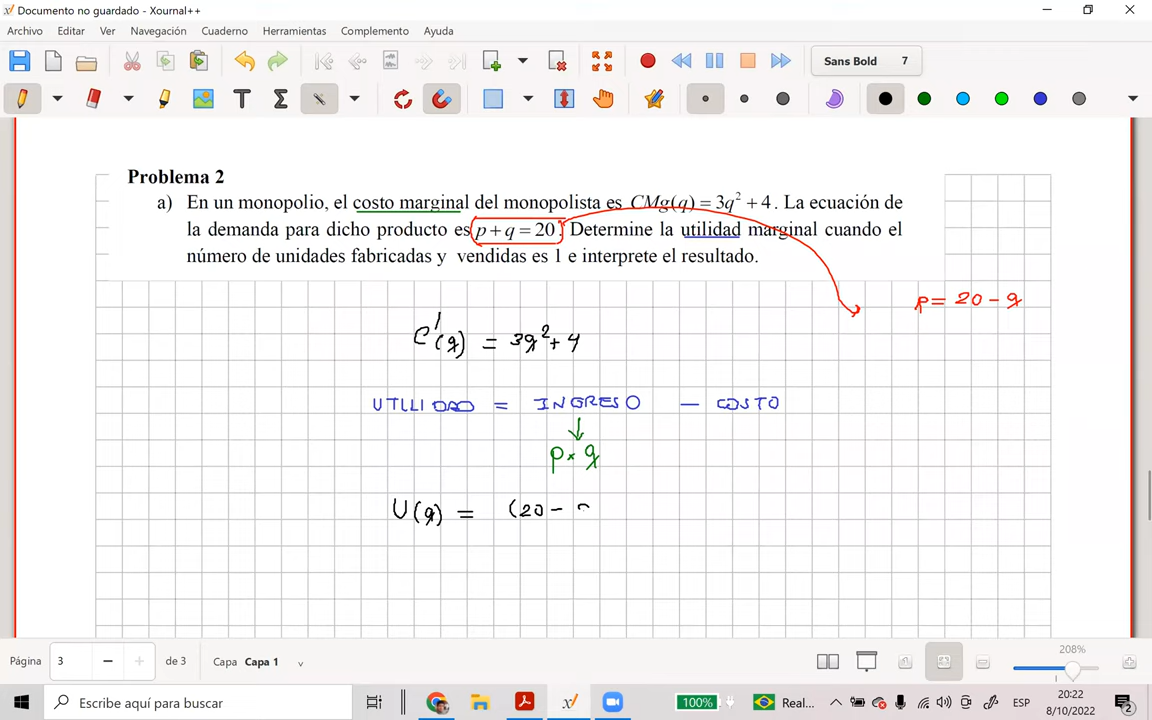 Documento no guardado - Xournal++
Archivo Editar Ver Navegación Cuaderno Herramientas Complemento Ayuda
Sans Bold 7
Problema 2
a) En un monopolio, el costo marginal del monopolista es CMg(q) = 3q² + 4. La ecuación de
la demanda para dicho producto es p + q = 20. Determine la utilidad marginal cuando el
número de unidades fabricadas y vendidas es 1 e interprete el resultado.
p = 20 - q
C'(q) = 3q² + 4
UTLLIDAD = INGRESO - COSTO
p × q
U(q) = (20 -
Página 3 de 3 Capa Capa 1 208%
Escribe aquí para buscar 100% Real... ESP 20:22
8/10/2022 2